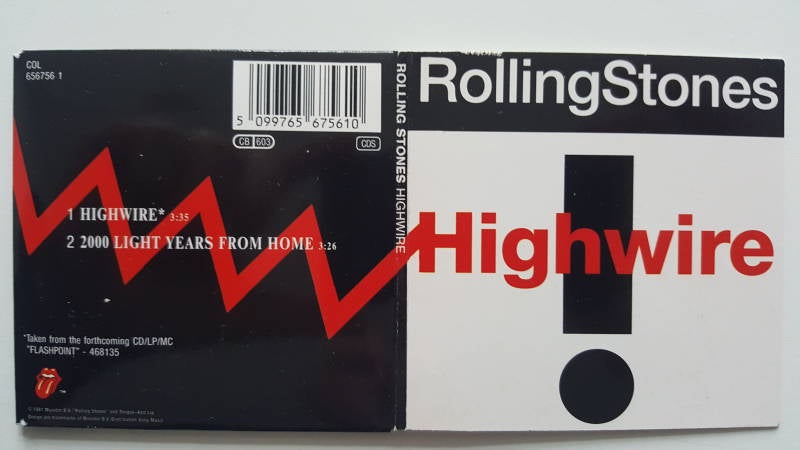 COL
656756 1
5 099765 675610
CB 603
CDS
1 HIGHWIRE* 3:35
2 2000 LIGHT YEARS FROM HOME 3:26
*Taken from the forthcoming CD/LP/MC
"FLASHPOINT" - 468135
ROLLING STONES HIGHWIRE
RollingStones
Highwire
!